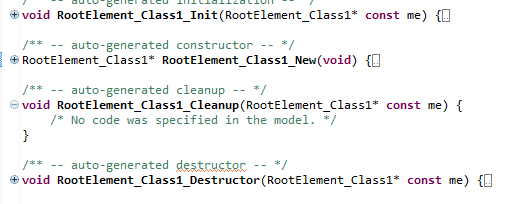 /** -- auto-generated initialization -- */
void RootElement_Class1_Init(RootElement_Class1* const me) {
/** -- auto-generated constructor -- */
RootElement_Class1* RootElement_Class1_New(void) {
/** -- auto-generated cleanup -- */
void RootElement_Class1_Cleanup(RootElement_Class1* const me) {
/* No code was specified in the model. */
}
/** -- auto-generated destructor -- */
void RootElement_Class1_Destructor(RootElement_Class1* const me) {